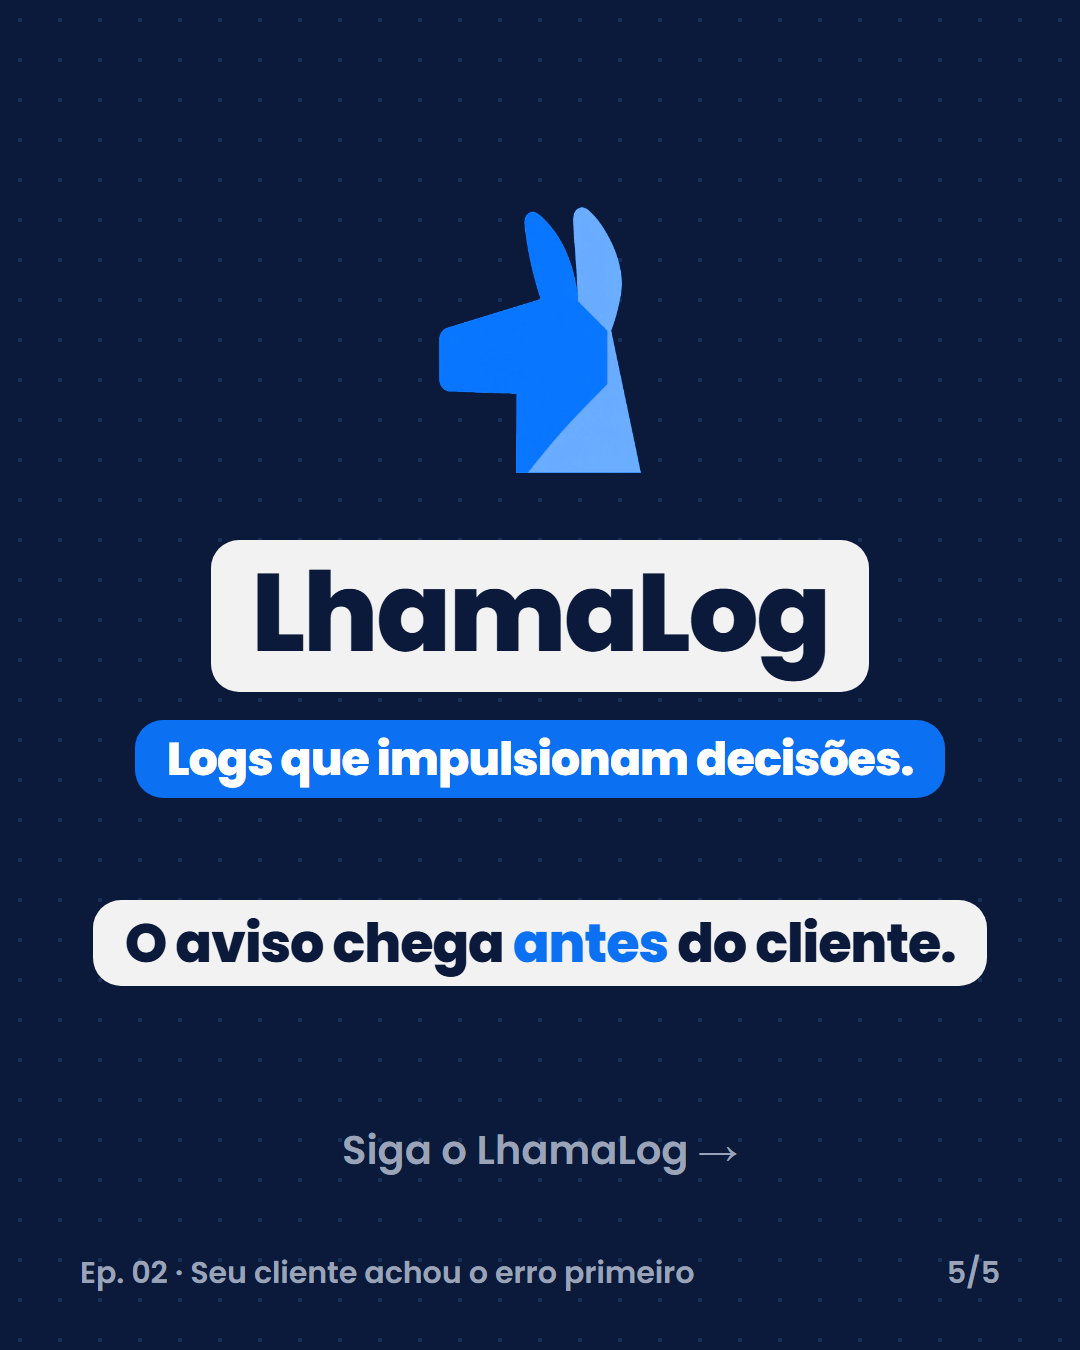 LhamaLog
Logs que impulsionam decisões.
O aviso chega antes do cliente.
Siga o LhamaLog →
Ep. 02 · Seu cliente achou o erro primeiro
5/5